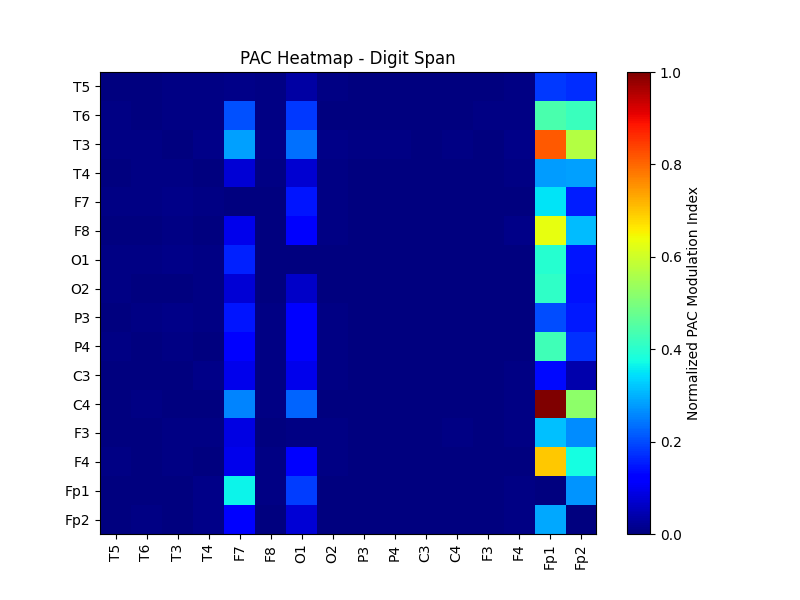 PAC Heatmap - Digit Span
T5
T6
T3
T4
F7
F8
O1
O2
P3
P4
C3
C4
F3
F4
Fp1
Fp2
T5 T6 T3 T4 F7 F8 O1 O2 P3 P4 C3 C4 F3 F4 Fp1 Fp2
1.0
0.8
0.6
0.4
0.2
0.0
Normalized PAC Modulation Index